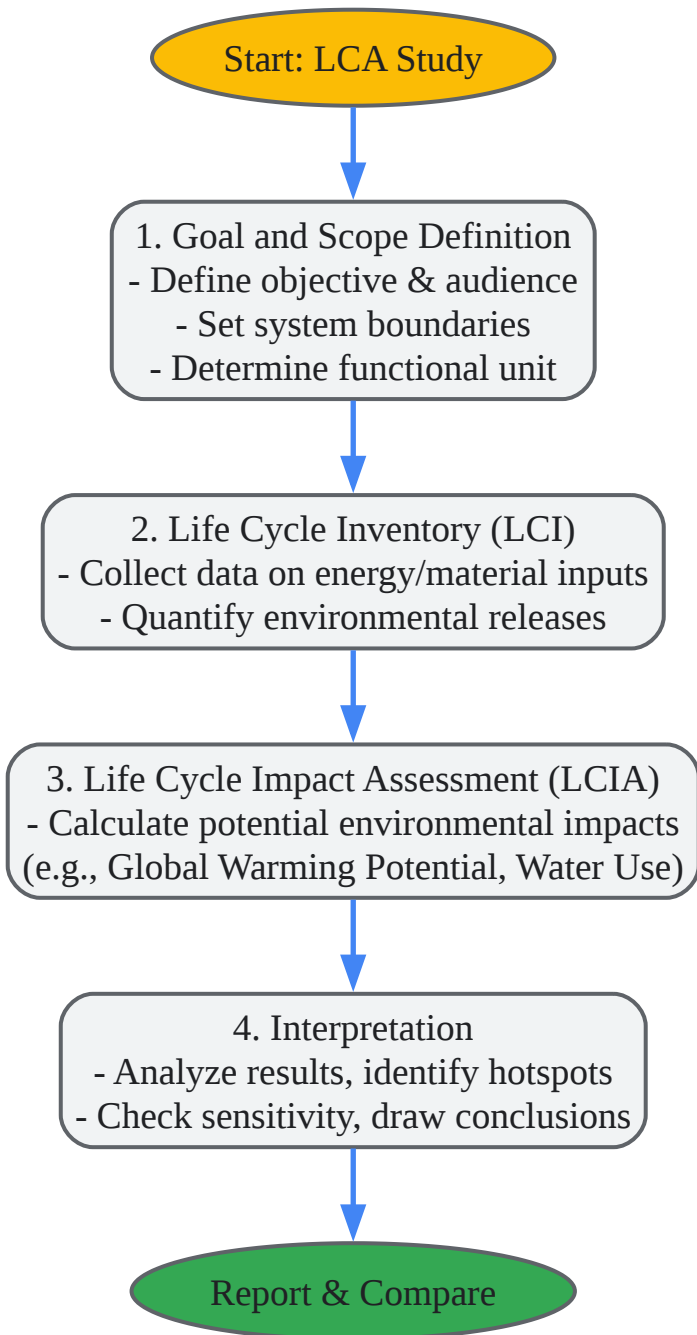 Start: LCA Study
1. Goal and Scope Definition
- Define objective & audience
- Set system boundaries
- Determine functional unit
2. Life Cycle Inventory (LCI)
- Collect data on energy/material inputs
- Quantify environmental releases
3. Life Cycle Impact Assessment (LCIA)
- Calculate potential environmental impacts
(e.g., Global Warming Potential, Water Use)
4. Interpretation
- Analyze results, identify hotspots
- Check sensitivity, draw conclusions
Report & Compare